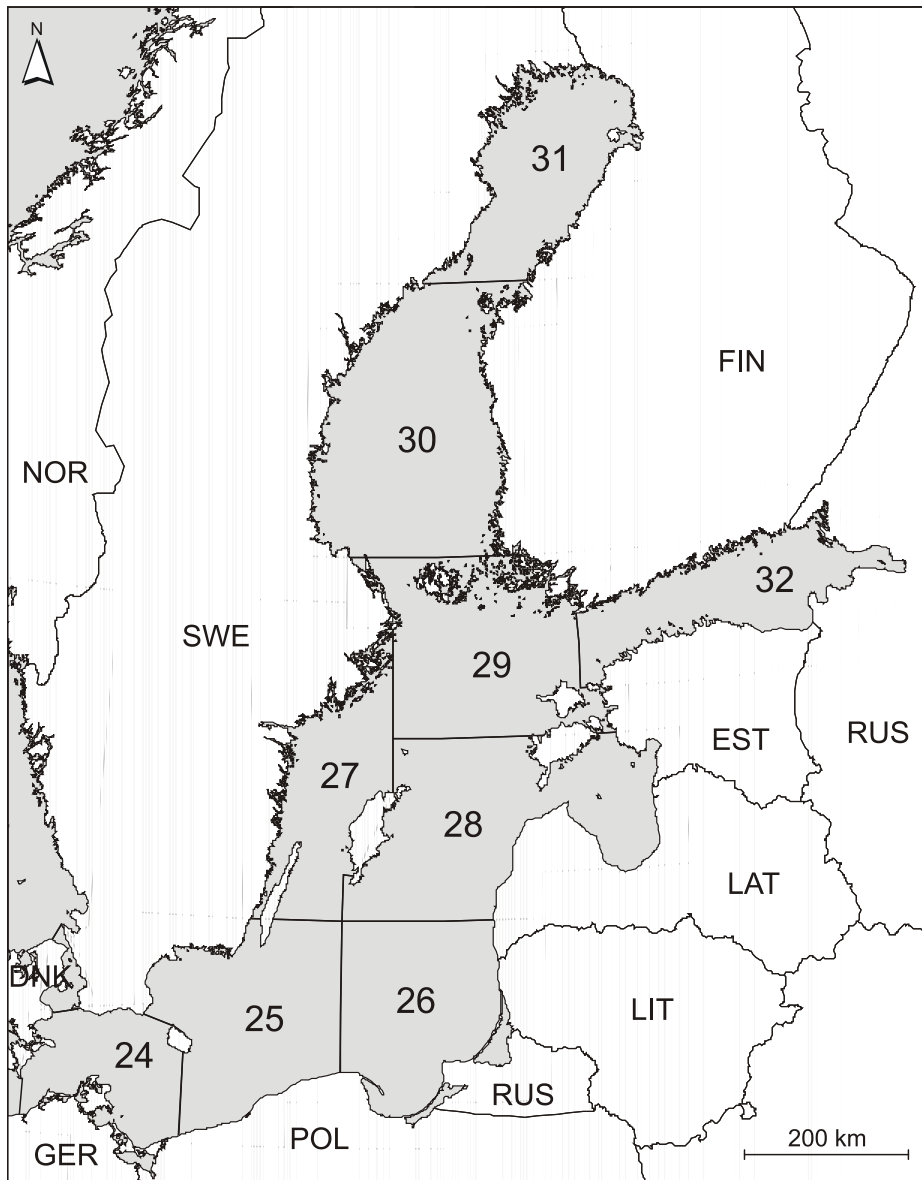 N
31
FIN
30
NOR
32
SWE
29
EST
RUS
27
28
LAT
DNK
25
26
LIT
24
RUS
POL
GER
200 km